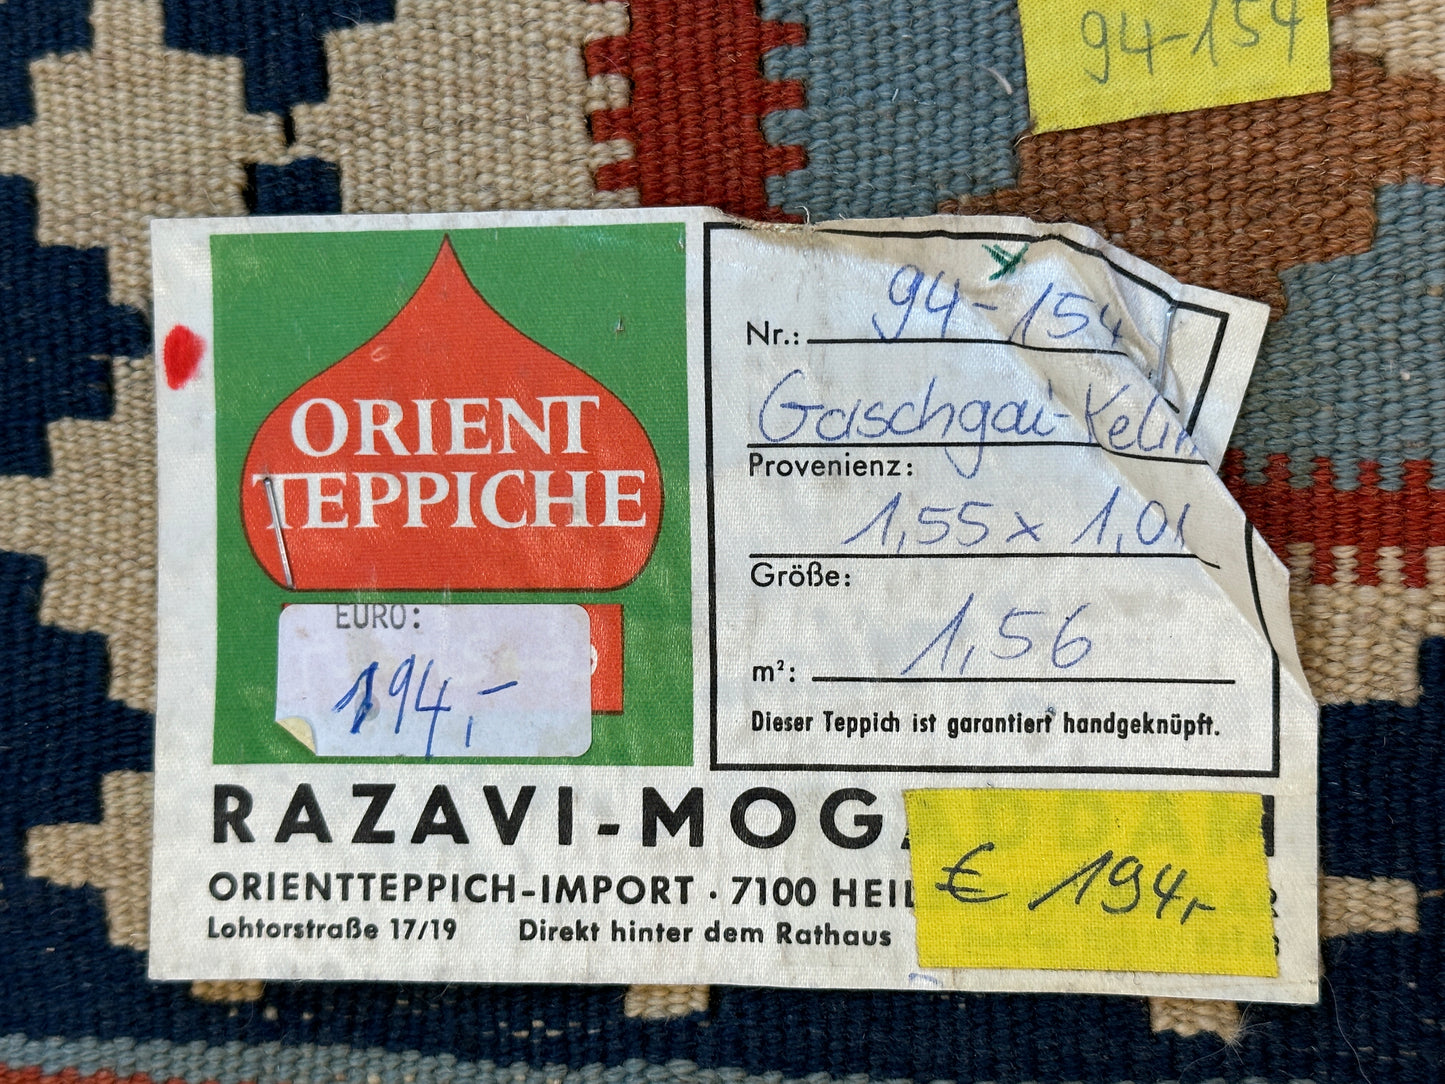 94-154
ORIENT
TEPPICHE
EURO:
194,-
Nr.: 94-154
Gaschgai-Kelim
Provenienz:
1,55 x 1,01
Größe:
m²: 1,56
Dieser Teppich ist garantiert handgeknüpft.
RAZAVI-MOG
ORIENTTEPPICH-IMPORT · 7100 HEIL
Lohtorstraße 17/19 Direkt hinter dem Rathaus
€ 194,-